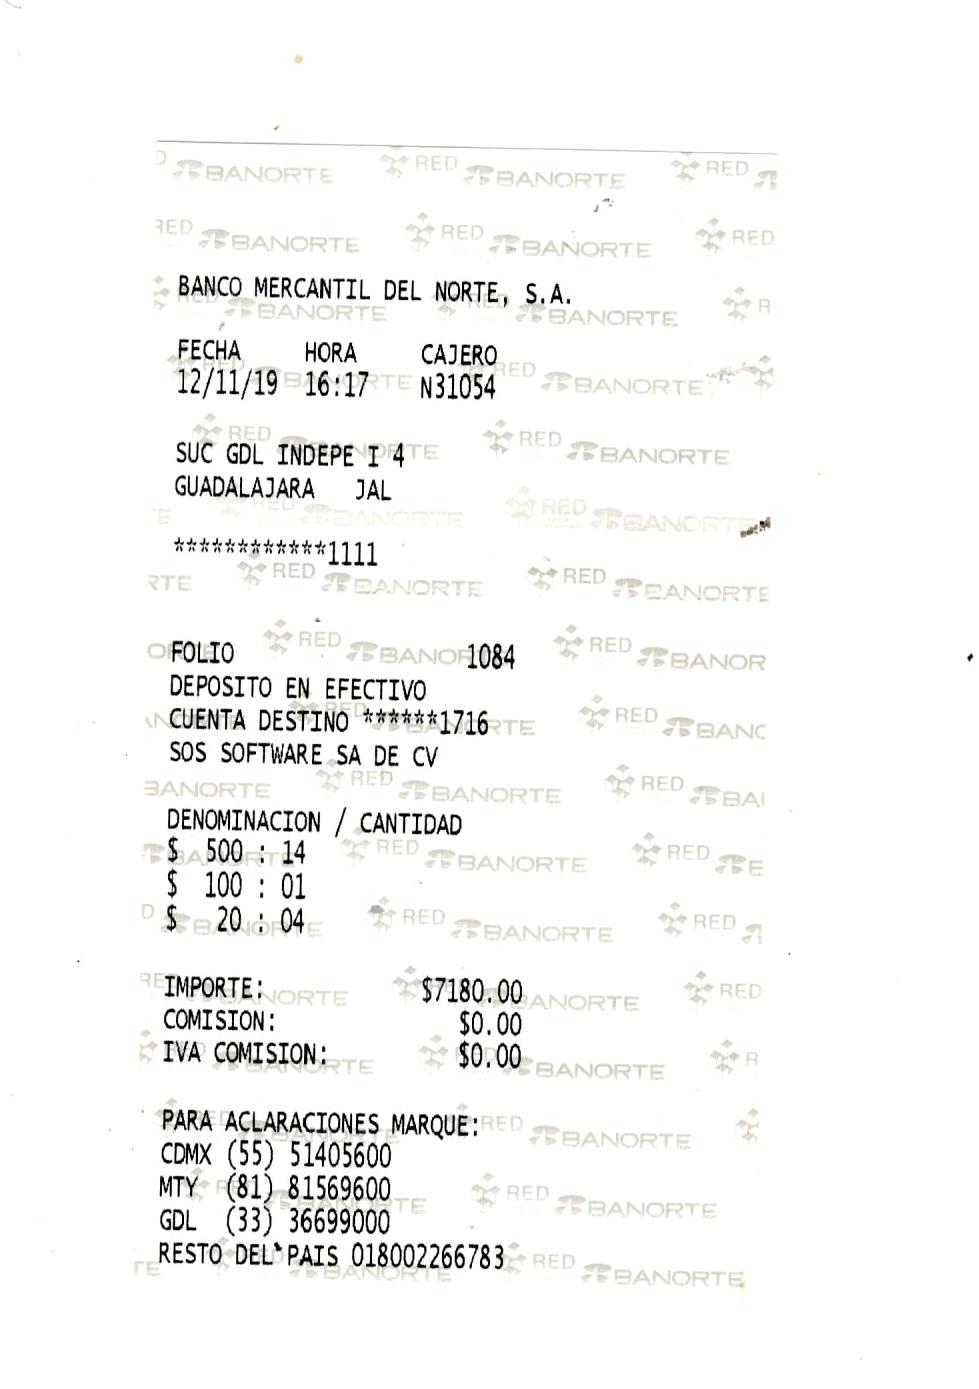 BANCO MERCANTIL DEL NORTE, S.A.
FECHA HORA CAJERO
12/11/19 16:17 N31054
SUC GDL INDEPE I 4
GUADALAJARA JAL
************1111
FOLIO 1084
DEPOSITO EN EFECTIVO
CUENTA DESTINO ******1716
SOS SOFTWARE SA DE CV
DENOMINACION / CANTIDAD
$ 500 : 14
$ 100 : 01
$ 20 : 04
IMPORTE: $7180.00
COMISION: $0.00
IVA COMISION: $0.00
PARA ACLARACIONES MARQUE:
CDMX (55) 51405600
MTY (81) 81569600
GDL (33) 36699000
RESTO DEL PAIS 018002266783